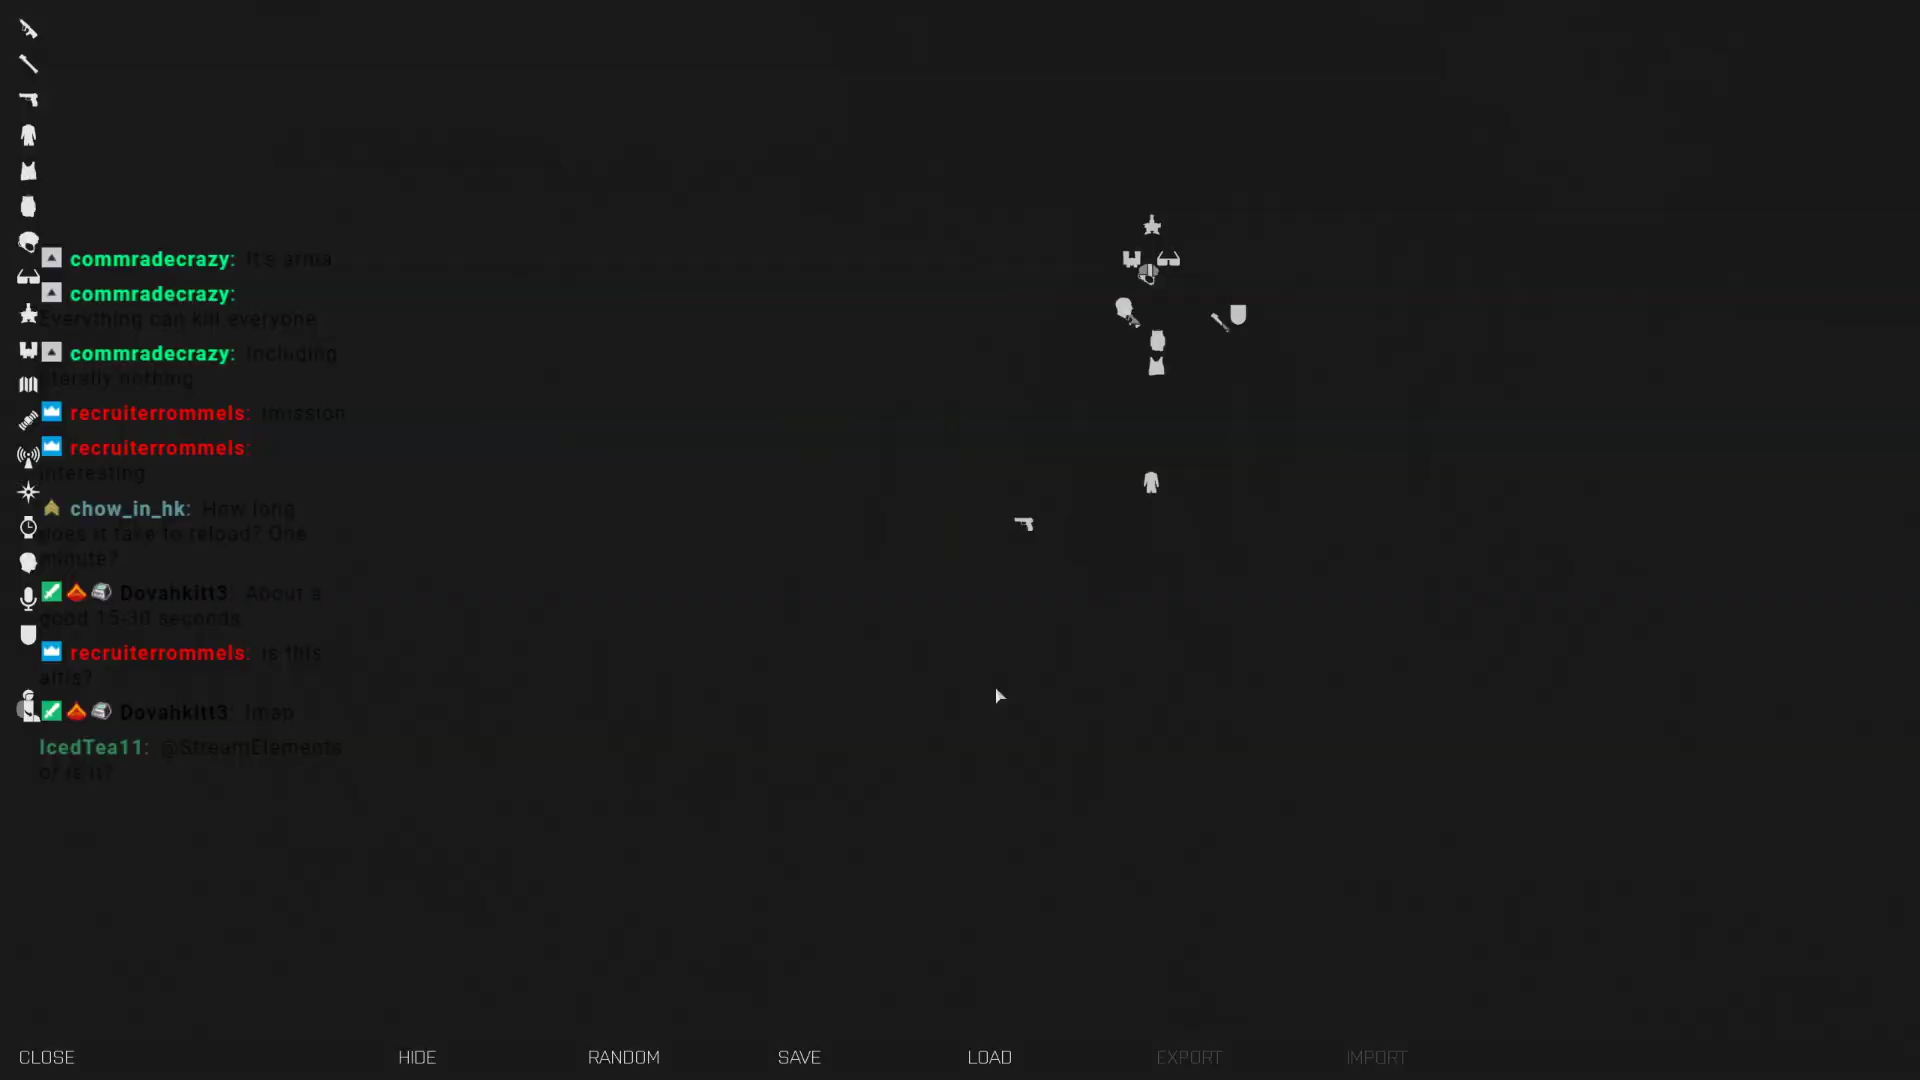 commradecrazy: It's arma
commradecrazy:
Everything can kill everyone
commradecrazy: Including
literally nothing
recruiterrommels: !mission
recruiterrommels:
interesting
chow_in_hk: How long
does it take to reload? One
minute?
Dovahkitt3: About a
good 15-30 seconds
recruiterrommels: is this
altis?
Dovahkitt3: !map
IcedTea11: @StreamElements
or is it?
CLOSE HIDE RANDOM SAVE LOAD EXPORT IMPORT